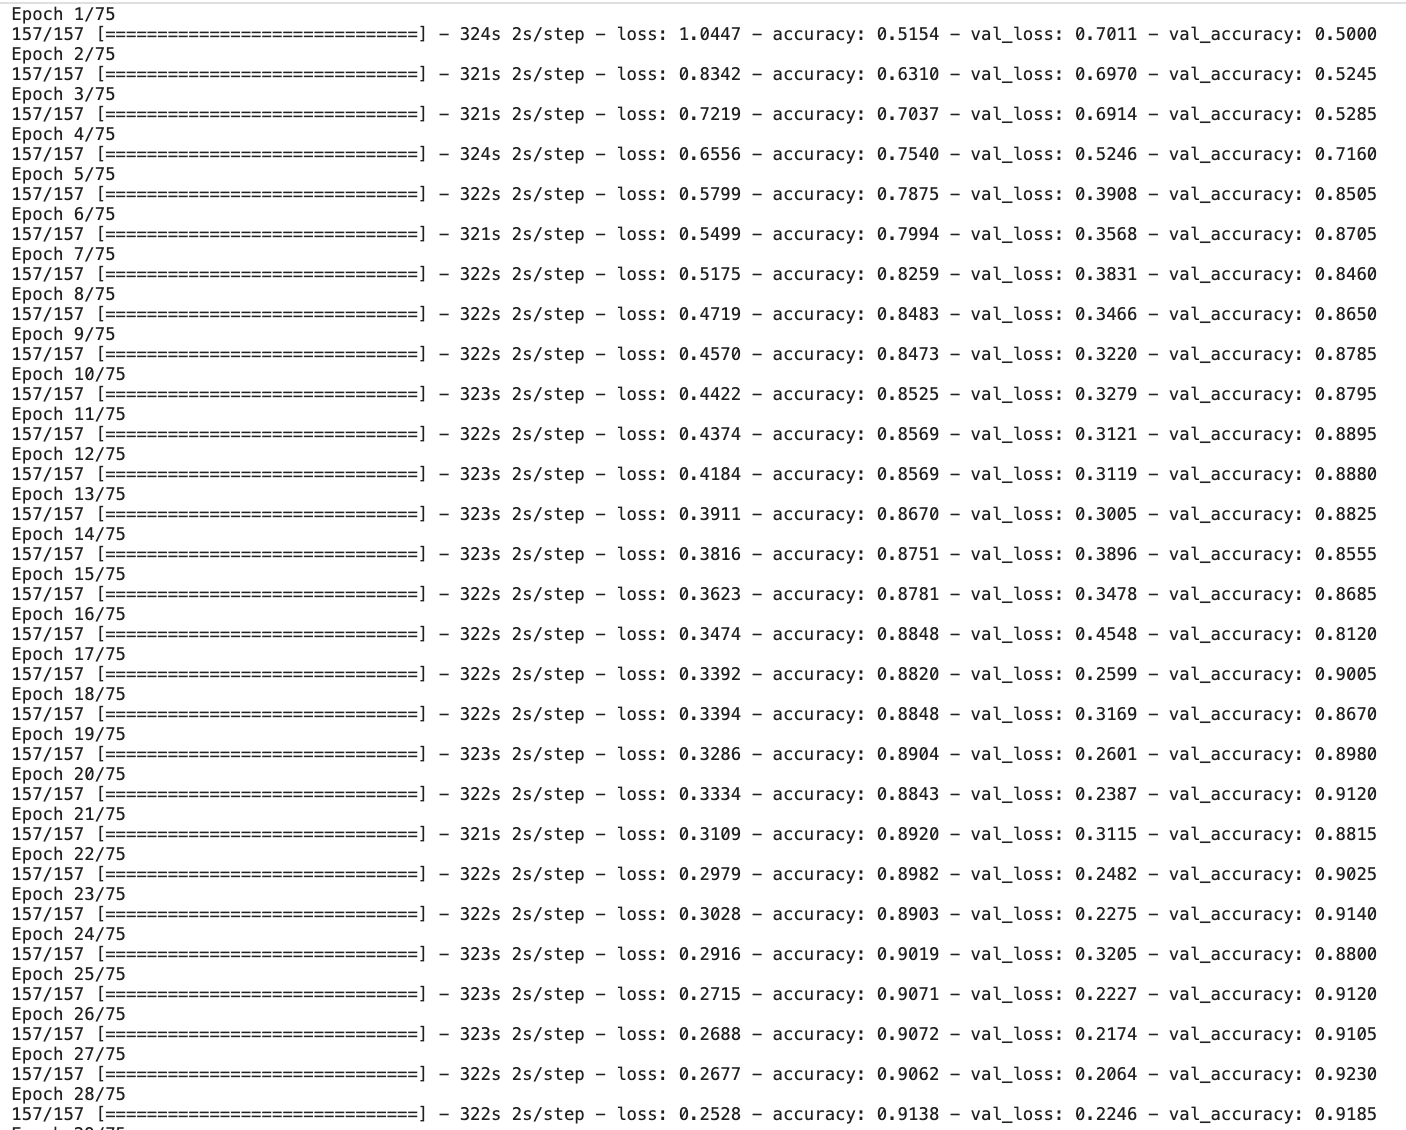 Epoch 1/75
157/157 [==============================] - 324s 2s/step - loss: 1.0447 - accuracy: 0.5154 - val_loss: 0.7011 - val_accuracy: 0.5000
Epoch 2/75
157/157 [==============================] - 321s 2s/step - loss: 0.8342 - accuracy: 0.6310 - val_loss: 0.6970 - val_accuracy: 0.5245
Epoch 3/75
157/157 [==============================] - 321s 2s/step - loss: 0.7219 - accuracy: 0.7037 - val_loss: 0.6914 - val_accuracy: 0.5285
Epoch 4/75
157/157 [==============================] - 324s 2s/step - loss: 0.6556 - accuracy: 0.7540 - val_loss: 0.5246 - val_accuracy: 0.7160
Epoch 5/75
157/157 [==============================] - 322s 2s/step - loss: 0.5799 - accuracy: 0.7875 - val_loss: 0.3908 - val_accuracy: 0.8505
Epoch 6/75
157/157 [==============================] - 321s 2s/step - loss: 0.5499 - accuracy: 0.7994 - val_loss: 0.3568 - val_accuracy: 0.8705
Epoch 7/75
157/157 [==============================] - 322s 2s/step - loss: 0.5175 - accuracy: 0.8259 - val_loss: 0.3831 - val_accuracy: 0.8460
Epoch 8/75
157/157 [==============================] - 322s 2s/step - loss: 0.4719 - accuracy: 0.8483 - val_loss: 0.3466 - val_accuracy: 0.8650
Epoch 9/75
157/157 [==============================] - 322s 2s/step - loss: 0.4570 - accuracy: 0.8473 - val_loss: 0.3220 - val_accuracy: 0.8785
Epoch 10/75
157/157 [==============================] - 323s 2s/step - loss: 0.4422 - accuracy: 0.8525 - val_loss: 0.3279 - val_accuracy: 0.8795
Epoch 11/75
157/157 [==============================] - 322s 2s/step - loss: 0.4374 - accuracy: 0.8569 - val_loss: 0.3121 - val_accuracy: 0.8895
Epoch 12/75
157/157 [==============================] - 323s 2s/step - loss: 0.4184 - accuracy: 0.8569 - val_loss: 0.3119 - val_accuracy: 0.8880
Epoch 13/75
157/157 [==============================] - 323s 2s/step - loss: 0.3911 - accuracy: 0.8670 - val_loss: 0.3005 - val_accuracy: 0.8825
Epoch 14/75
157/157 [==============================] - 323s 2s/step - loss: 0.3816 - accuracy: 0.8751 - val_loss: 0.3896 - val_accuracy: 0.8555
Epoch 15/75
157/157 [==============================] - 322s 2s/step - loss: 0.3623 - accuracy: 0.8781 - val_loss: 0.3478 - val_accuracy: 0.8685
Epoch 16/75
157/157 [==============================] - 322s 2s/step - loss: 0.3474 - accuracy: 0.8848 - val_loss: 0.4548 - val_accuracy: 0.8120
Epoch 17/75
157/157 [==============================] - 322s 2s/step - loss: 0.3392 - accuracy: 0.8820 - val_loss: 0.2599 - val_accuracy: 0.9005
Epoch 18/75
157/157 [==============================] - 322s 2s/step - loss: 0.3394 - accuracy: 0.8848 - val_loss: 0.3169 - val_accuracy: 0.8670
Epoch 19/75
157/157 [==============================] - 323s 2s/step - loss: 0.3286 - accuracy: 0.8904 - val_loss: 0.2601 - val_accuracy: 0.8980
Epoch 20/75
157/157 [==============================] - 322s 2s/step - loss: 0.3334 - accuracy: 0.8843 - val_loss: 0.2387 - val_accuracy: 0.9120
Epoch 21/75
157/157 [==============================] - 321s 2s/step - loss: 0.3109 - accuracy: 0.8920 - val_loss: 0.3115 - val_accuracy: 0.8815
Epoch 22/75
157/157 [==============================] - 322s 2s/step - loss: 0.2979 - accuracy: 0.8982 - val_loss: 0.2482 - val_accuracy: 0.9025
Epoch 23/75
157/157 [==============================] - 322s 2s/step - loss: 0.3028 - accuracy: 0.8903 - val_loss: 0.2275 - val_accuracy: 0.9140
Epoch 24/75
157/157 [==============================] - 323s 2s/step - loss: 0.2916 - accuracy: 0.9019 - val_loss: 0.3205 - val_accuracy: 0.8800
Epoch 25/75
157/157 [==============================] - 323s 2s/step - loss: 0.2715 - accuracy: 0.9071 - val_loss: 0.2227 - val_accuracy: 0.9120
Epoch 26/75
157/157 [==============================] - 323s 2s/step - loss: 0.2688 - accuracy: 0.9072 - val_loss: 0.2174 - val_accuracy: 0.9105
Epoch 27/75
157/157 [==============================] - 322s 2s/step - loss: 0.2677 - accuracy: 0.9062 - val_loss: 0.2064 - val_accuracy: 0.9230
Epoch 28/75
157/157 [==============================] - 322s 2s/step - loss: 0.2528 - accuracy: 0.9138 - val_loss: 0.2246 - val_accuracy: 0.9185